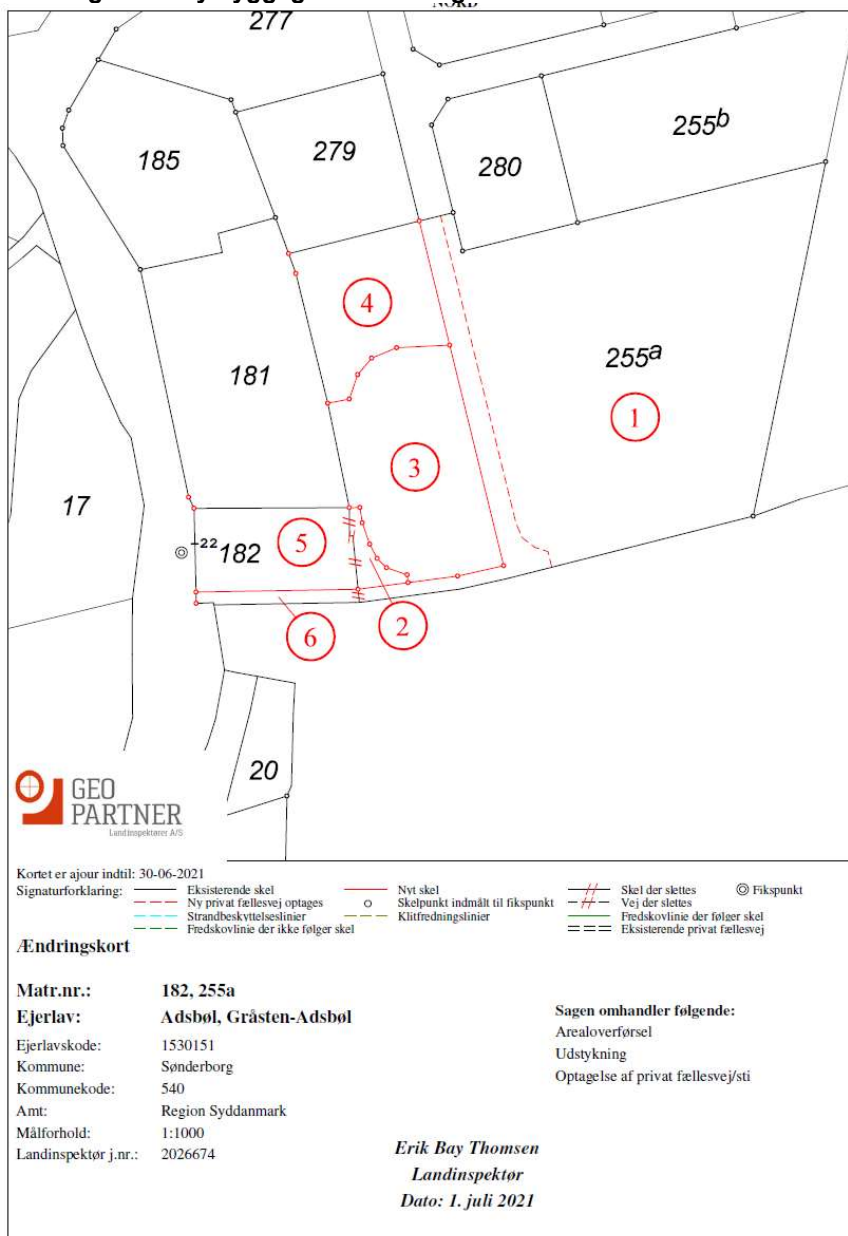 NORD
277
185
279
280
255b
4
181
255a
1
3
17
22
182
5
2
6
20
GEO
PARTNER
Landinspektører A/S
Kortet er ajour indtil: 30-06-2021
Signaturforklaring: Eksisterende skel Nyt skel Skel der slettes Fikspunkt
Ny privat fællesvej optages Skelpunkt indmålt til fikspunkt Vej der slettes
Strandbeskyttelseslinier Klitfredningslinier Fredskovlinie der følger skel
Fredskovlinie der ikke følger skel Eksisterende privat fællesvej
Ændringskort
Matr.nr.: 182, 255a
Ejerlav: Adsbøl, Gråsten-Adsbøl
Ejerlavskode: 1530151
Kommune: Sønderborg
Kommunekode: 540
Amt: Region Syddanmark
Målforhold: 1:1000
Landinspektør j.nr.: 2026674
Sagen omhandler følgende:
Arealoverførsel
Udstykning
Optagelse af privat fællesvej/sti
Erik Bay Thomsen
Landinspektør
Dato: 1. juli 2021